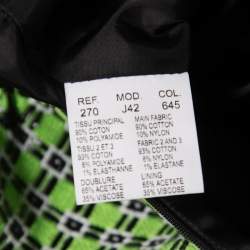 REF. MOD. COL.
270 J42 645
TISSU PRINCIPAL MAIN FABRIC
90% COTON 90% COTTON
10% POLYAMIDE 10% NYLON
TISSU 2 ET 3 FABRIC 2 AND 3
93% COTON 93% COTTON
6% POLYAMIDE 6% NYLON
1% ELASTHANNE 1% ELASTANE
DOUBLURE LINING
65% ACETATE 65% ACETATE
35% VISCOSE 35% VISCOSE